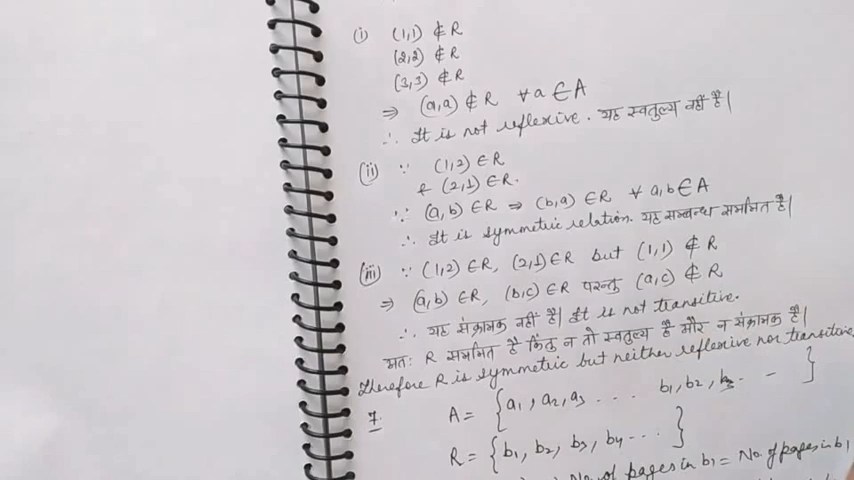 (i) (1,1) ∉ R
(2,2) ∉ R
(3,3) ∉ R
⇒ (a,a) ∉ R ∀ a ∈ A
∴ It is not reflexive. यह स्वतुल्य नहीं है।
(ii) ∵ (1,2) ∈ R
& (2,1) ∈ R.
∵ (a,b) ∈ R ⇒ (b,a) ∈ R ∀ a,b ∈ A
∴ It is symmetric relation. यह सम्बन्ध सममित है।
(iii) ∵ (1,2) ∈ R, (2,1) ∈ R but (1,1) ∉ R
⇒ (a,b) ∈ R, (b,c) ∈ R परन्तु (a,c) ∉ R
∴ यह संक्रामक नहीं है। It is not transitive.
अतः R सममित है किंतु न तो स्वतुल्य है और न संक्रामक है।
Therefore R is symmetric but neither reflexive nor transitive
7. A = { a1, a2, a3 . . . b1, b2, b3. - }
R = { b1, b2, b3, b4 - - - }
No. of pages in b1 = No. of pages in b1